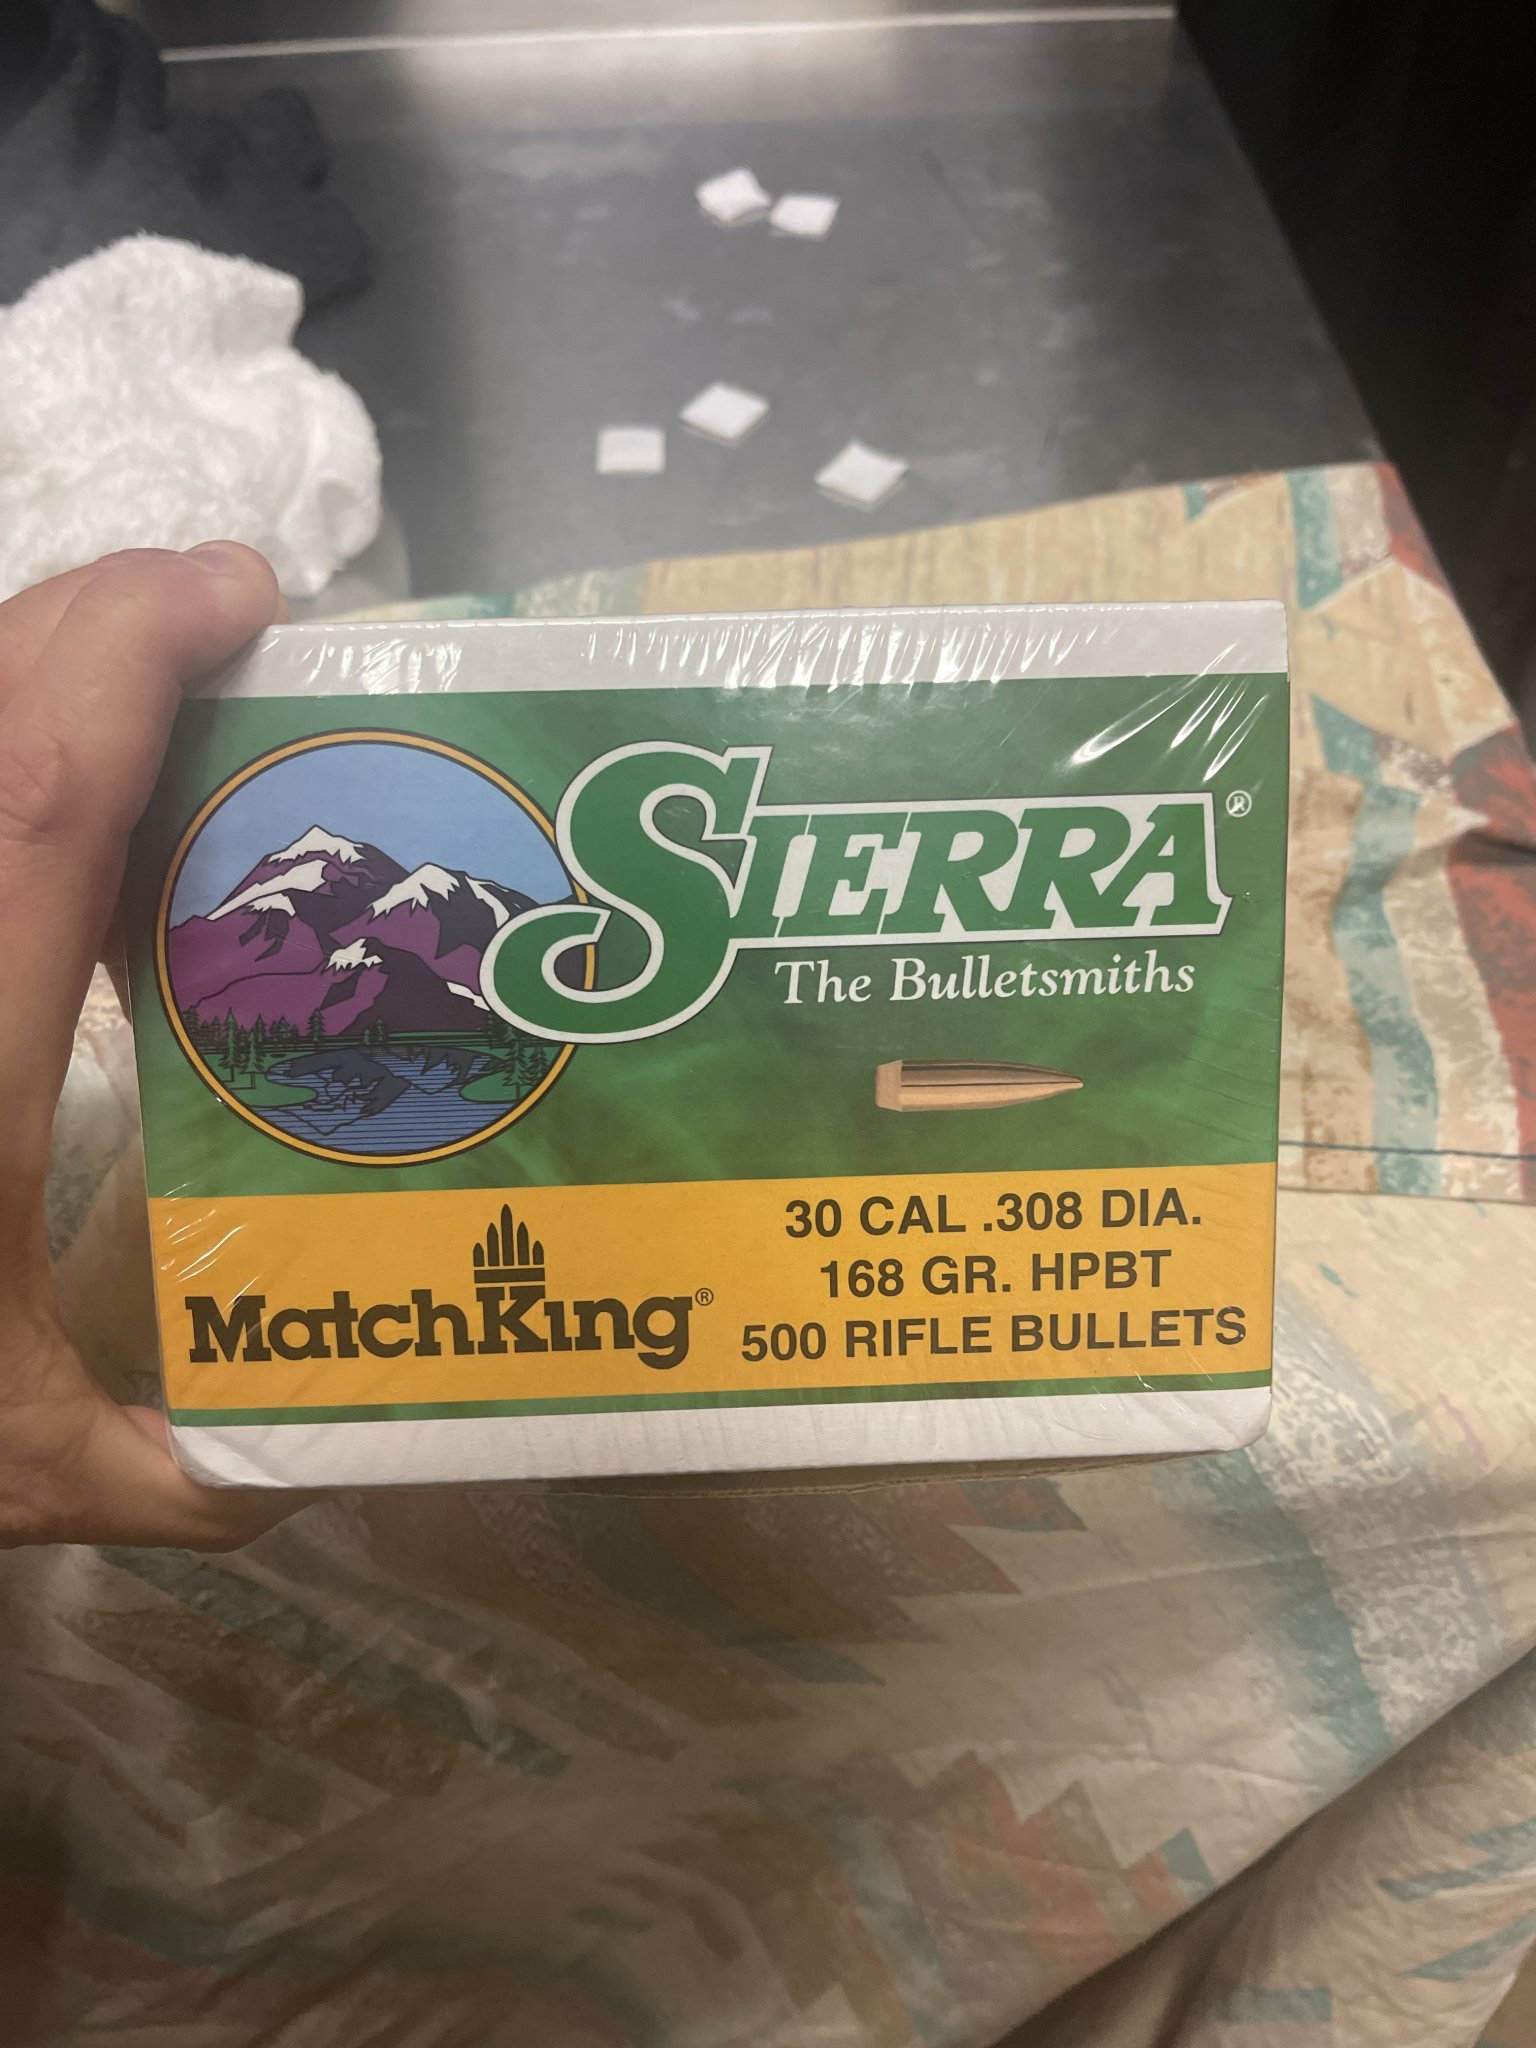 SIERRA®
The Bulletsmiths
MatchKing®
30 CAL .308 DIA.
168 GR. HPBT
500 RIFLE BULLETS